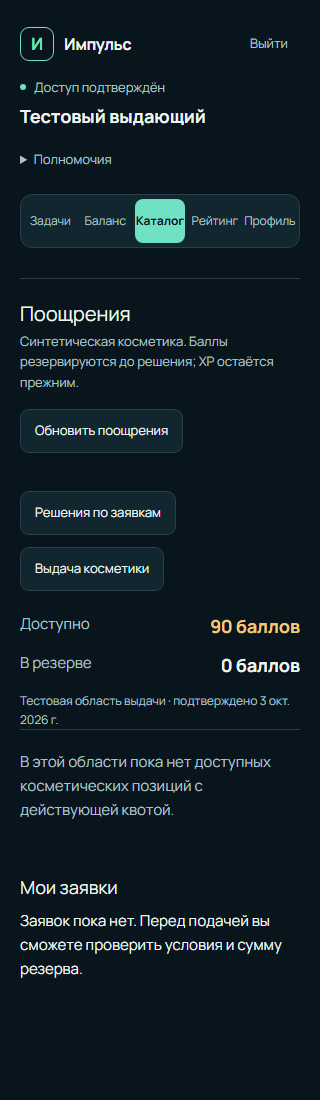 И Импульс Выйти
Доступ подтверждён
Тестовый выдающий
Полномочия
Задачи Баланс Каталог Рейтинг Профиль
Поощрения
Синтетическая косметика. Баллы
резервируются до решения; XP остаётся
прежним.
Обновить поощрения
Решения по заявкам
Выдача косметики
Доступно 90 баллов
В резерве 0 баллов
Тестовая область выдачи · подтверждено 3 окт.
2026 г.
В этой области пока нет доступных
косметических позиций с
действующей квотой.
Мои заявки
Заявок пока нет. Перед подачей вы
сможете проверить условия и сумму
резерва.